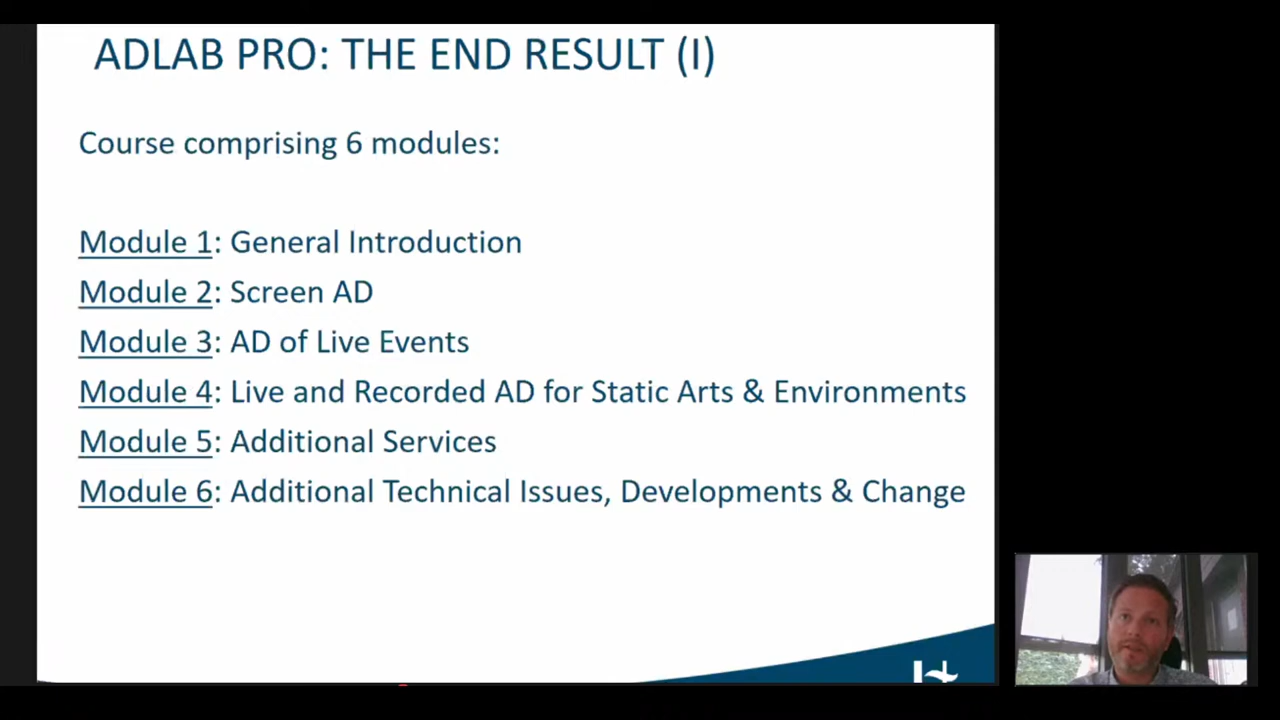 ADLAB PRO: THE END RESULT (I)
Course comprising 6 modules:
Module 1: General Introduction
Module 2: Screen AD
Module 3: AD of Live Events
Module 4: Live and Recorded AD for Static Arts & Environments
Module 5: Additional Services
Module 6: Additional Technical Issues, Developments & Change